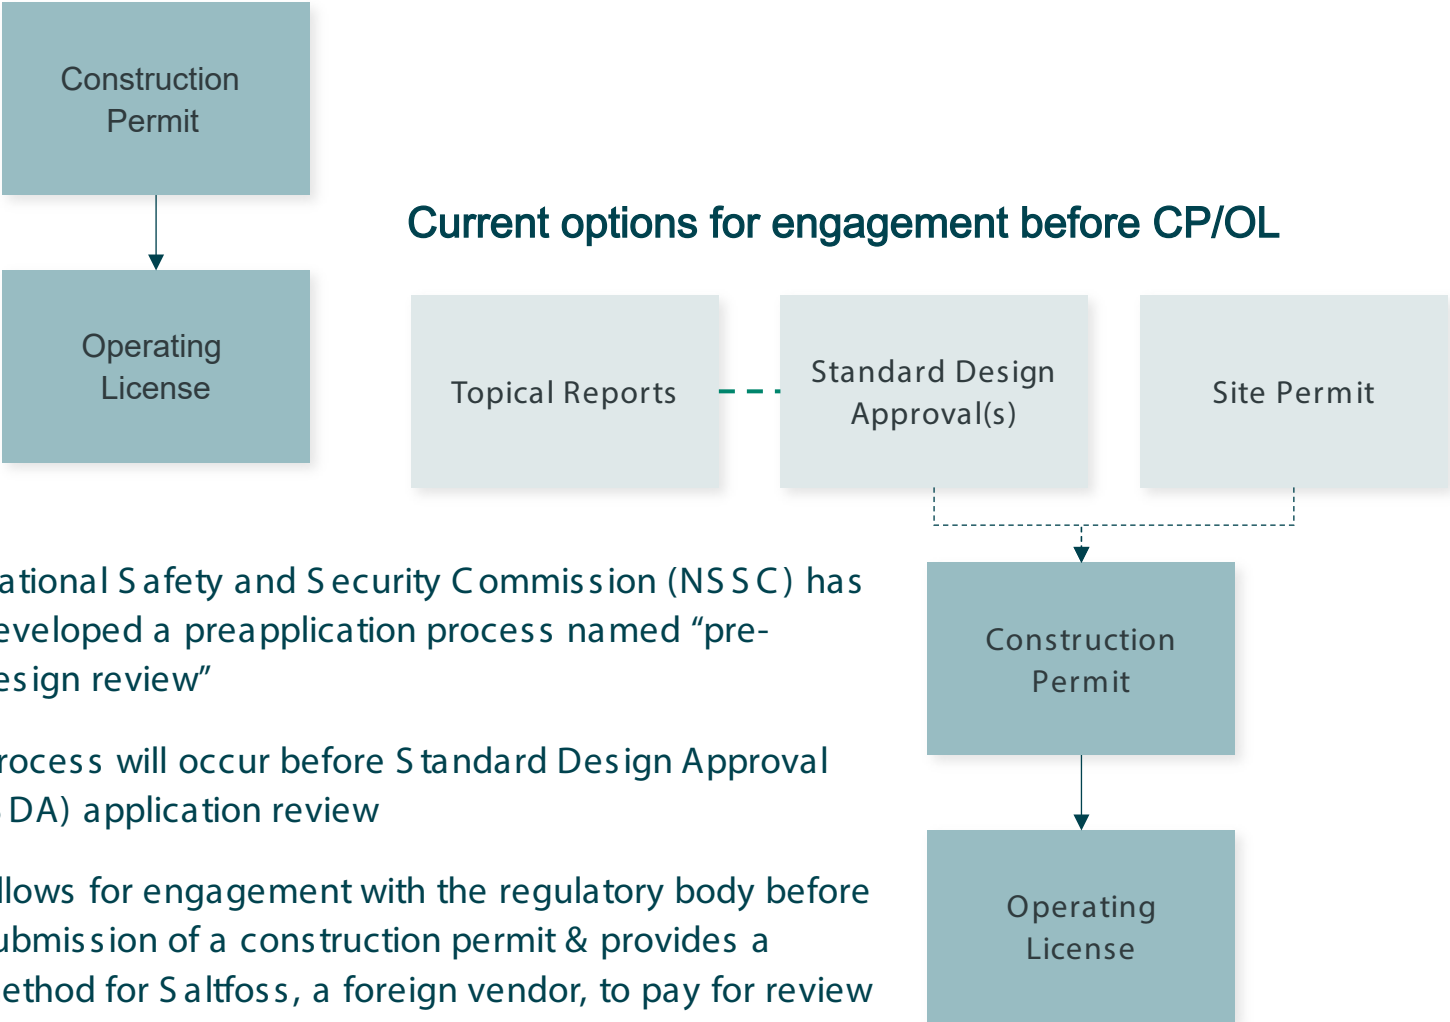 Construction
Permit
Operating
License
Current options for engagement before CP/OL
Topical Reports
Standard Design
Approval(s)
Site Permit
Construction
Permit
Operating
License
ational Safety and Security Commission (NSSC) has
eveloped a preapplication process named “pre-
esign review”
rocess will occur before Standard Design Approval
DA) application review
llows for engagement with the regulatory body before
ubmission of a construction permit & provides a
ethod for Saltfoss, a foreign vendor, to pay for review